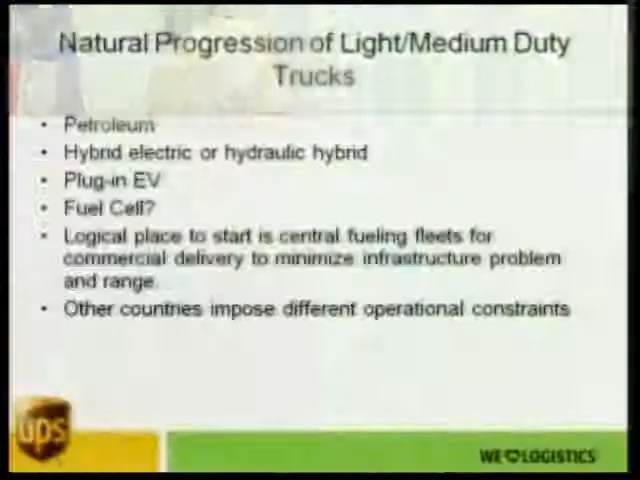 Natural Progression of Light/Medium Duty
Trucks
• Petroleum
• Hybrid electric or hydraulic hybrid
• Plug-in EV
• Fuel Cell?
• Logical place to start is central fueling fleets for
commercial delivery to minimize infrastructure problem
and range.
• Other countries impose different operational constraints
ups
WE ♥ LOGISTICS